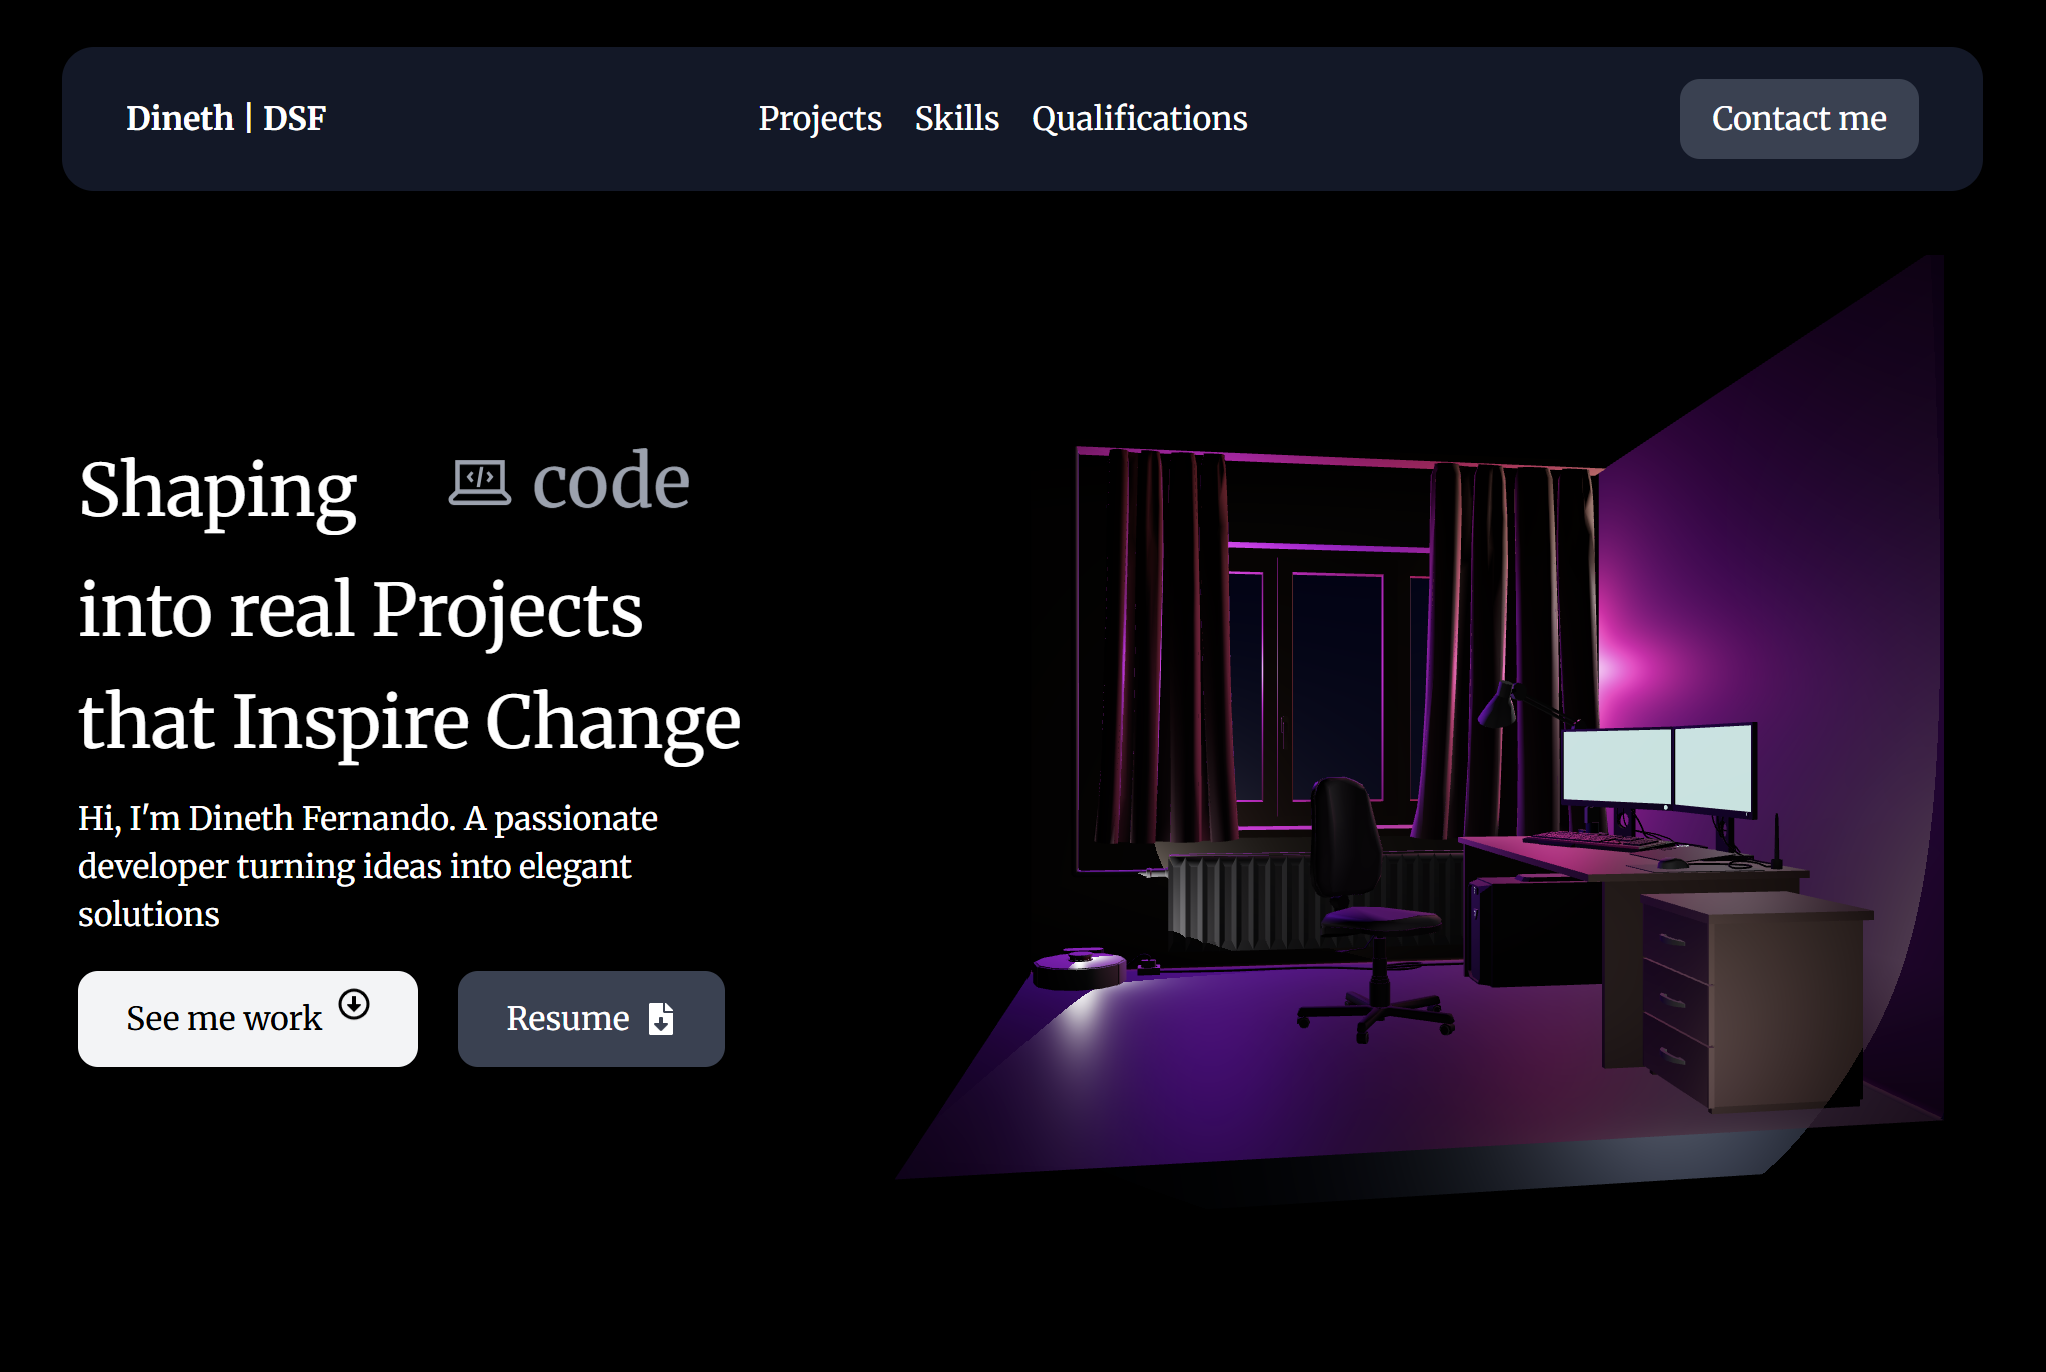 Dineth | DSF
Projects Skills Qualifications
Contact me
Shaping code
into real Projects
that Inspire Change
Hi, I'm Dineth Fernando. A passionate
developer turning ideas into elegant
solutions
See me work
Resume